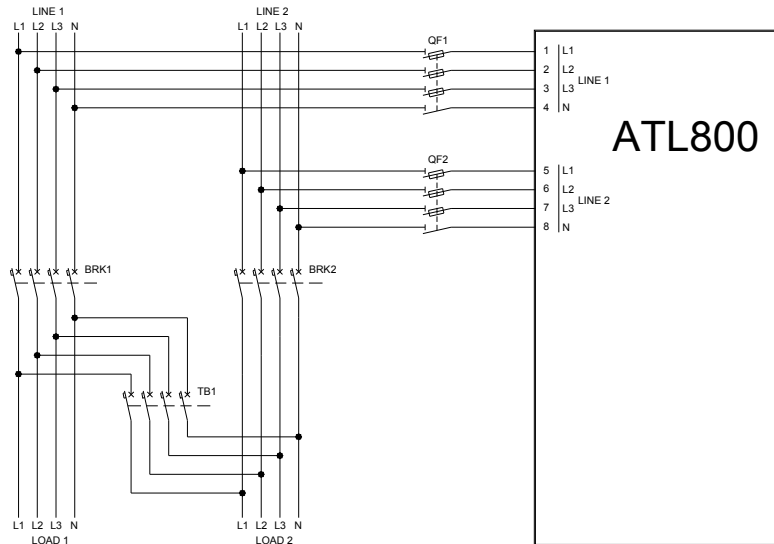 LINE 1
L1 L2 L3 N
LINE 2
L1 L2 L3 N
QF1
1 L1
2 L2
3 L3
4 N
LINE 1
ATL800
QF2
5 L1
6 L2
7 L3
8 N
LINE 2
BRK1
BRK2
TB1
L1 L2 L3 N
LOAD 1
L1 L2 L3 N
LOAD 2